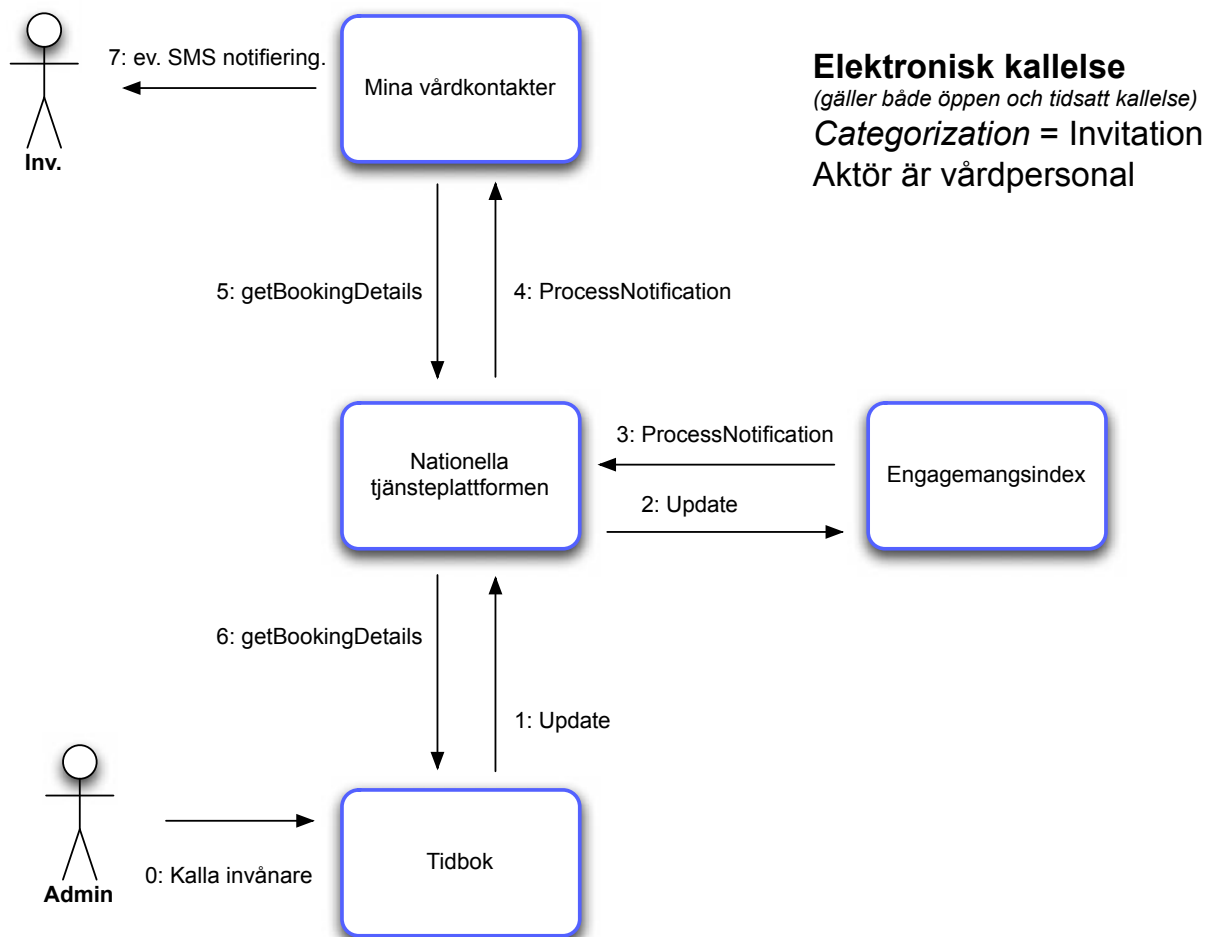 7: ev. SMS notifiering.
Inv.
Mina vårdkontakter
Elektronisk kallelse
(gäller både öppen och tidsatt kallelse)
Categorization = Invitation
Aktör är vårdpersonal
5: getBookingDetails
4: ProcessNotification
Nationella
tjänsteplattformen
3: ProcessNotification
2: Update
Engagemangsindex
6: getBookingDetails
1: Update
Admin
0: Kalla invånare
Tidbok